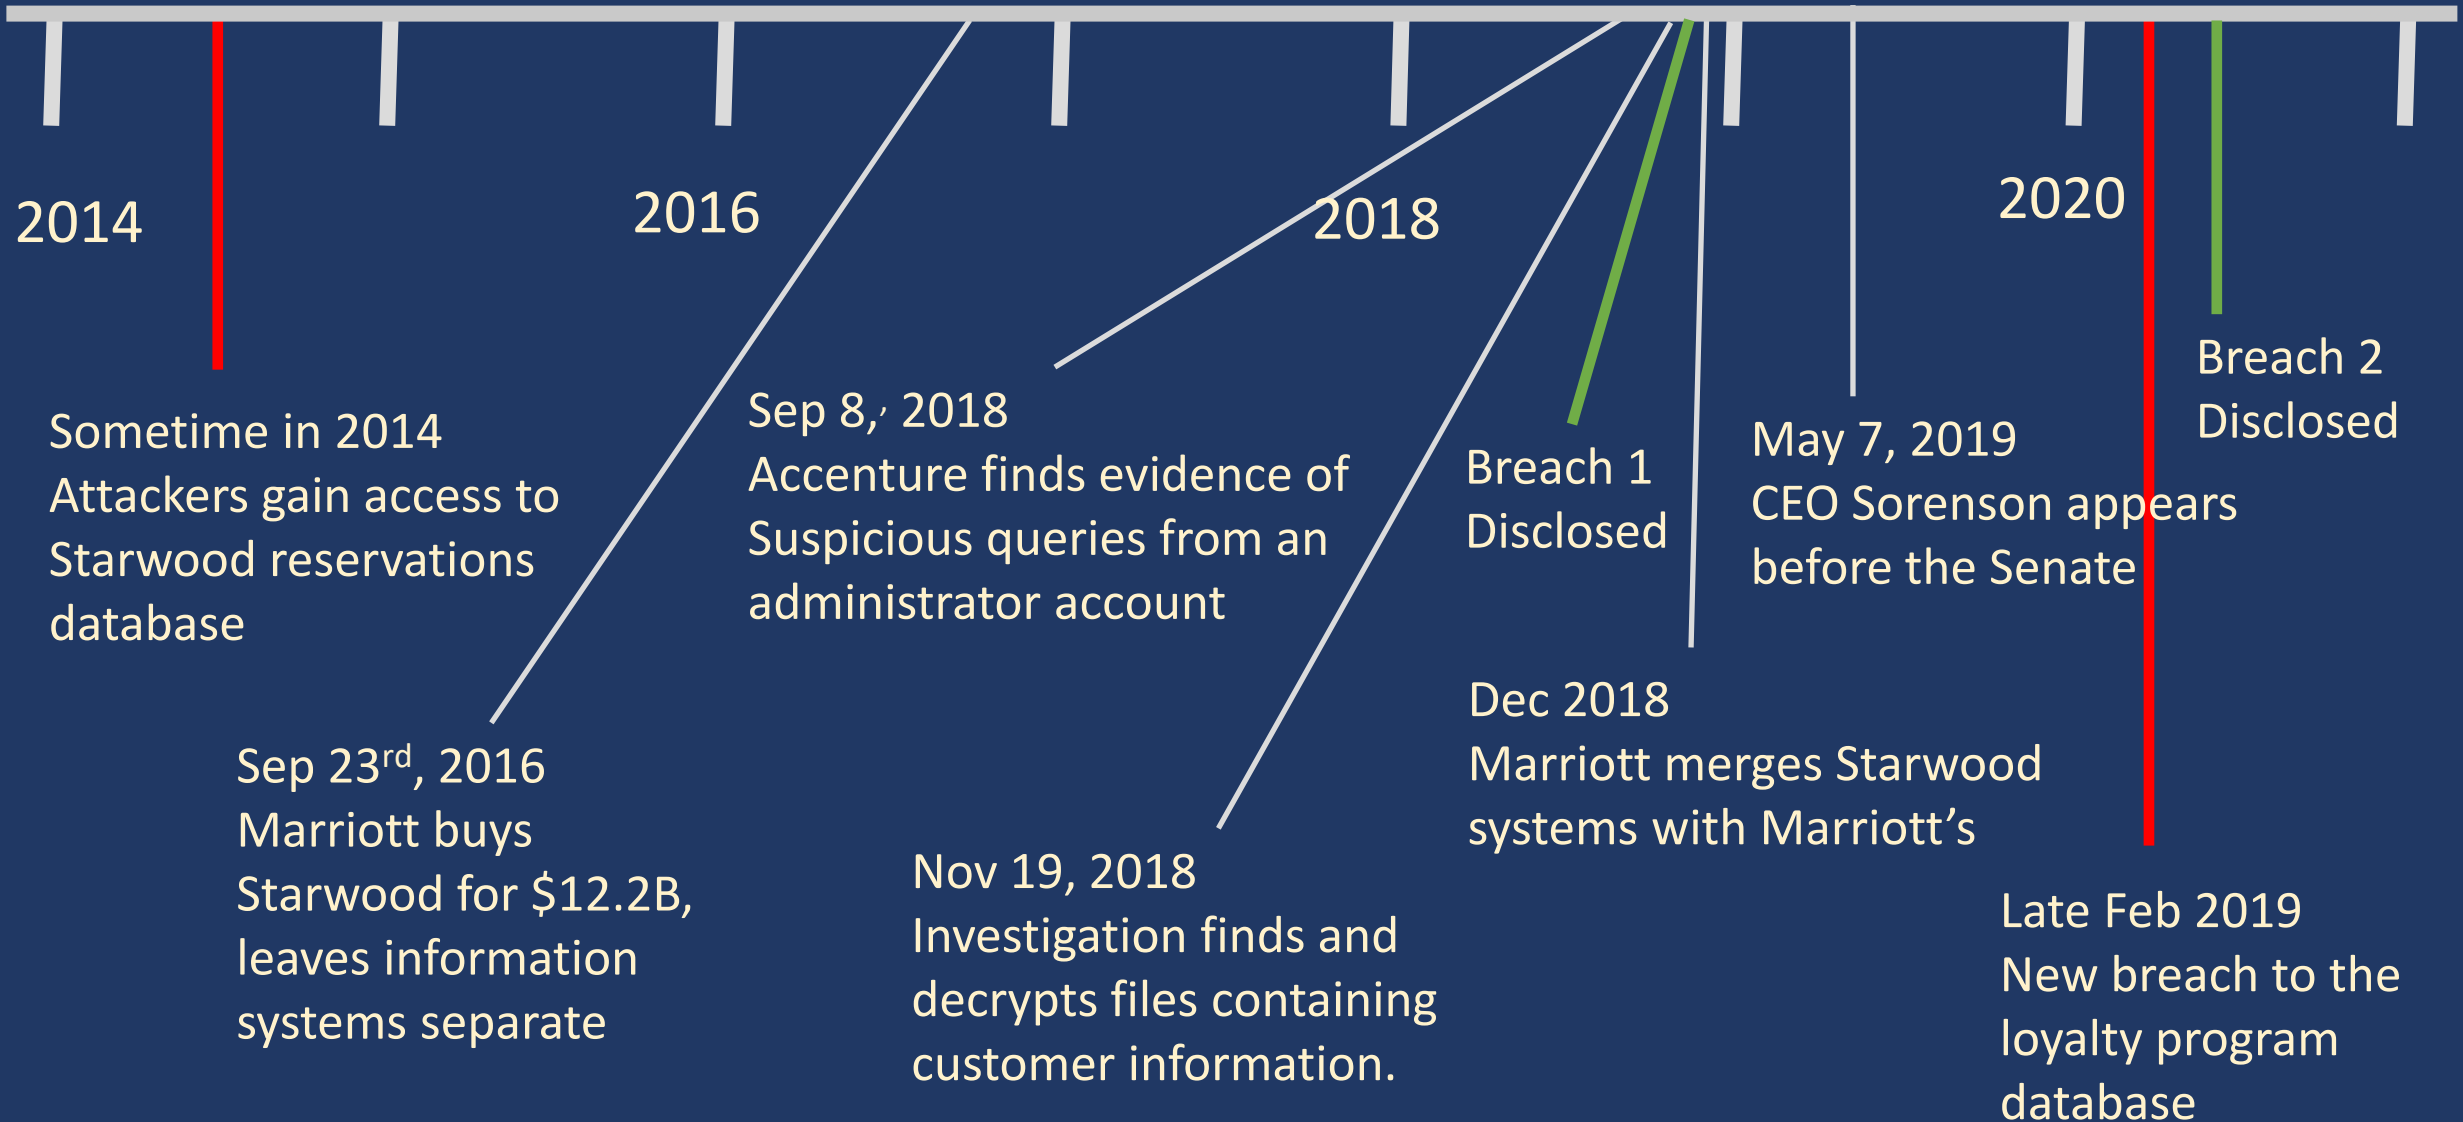 2014
2016
2018
2020
Sometime in 2014
Attackers gain access to
Starwood reservations
database
Sep 23rd, 2016
Marriott buys
Starwood for $12.2B,
leaves information
systems separate
Sep 8,, 2018
Accenture finds evidence of
Suspicious queries from an
administrator account
Nov 19, 2018
Investigation finds and
decrypts files containing
customer information.
Breach 1
Disclosed
Dec 2018
Marriott merges Starwood
systems with Marriott’s
May 7, 2019
CEO Sorenson appears
before the Senate
Late Feb 2019
New breach to the
loyalty program
database
Breach 2
Disclosed